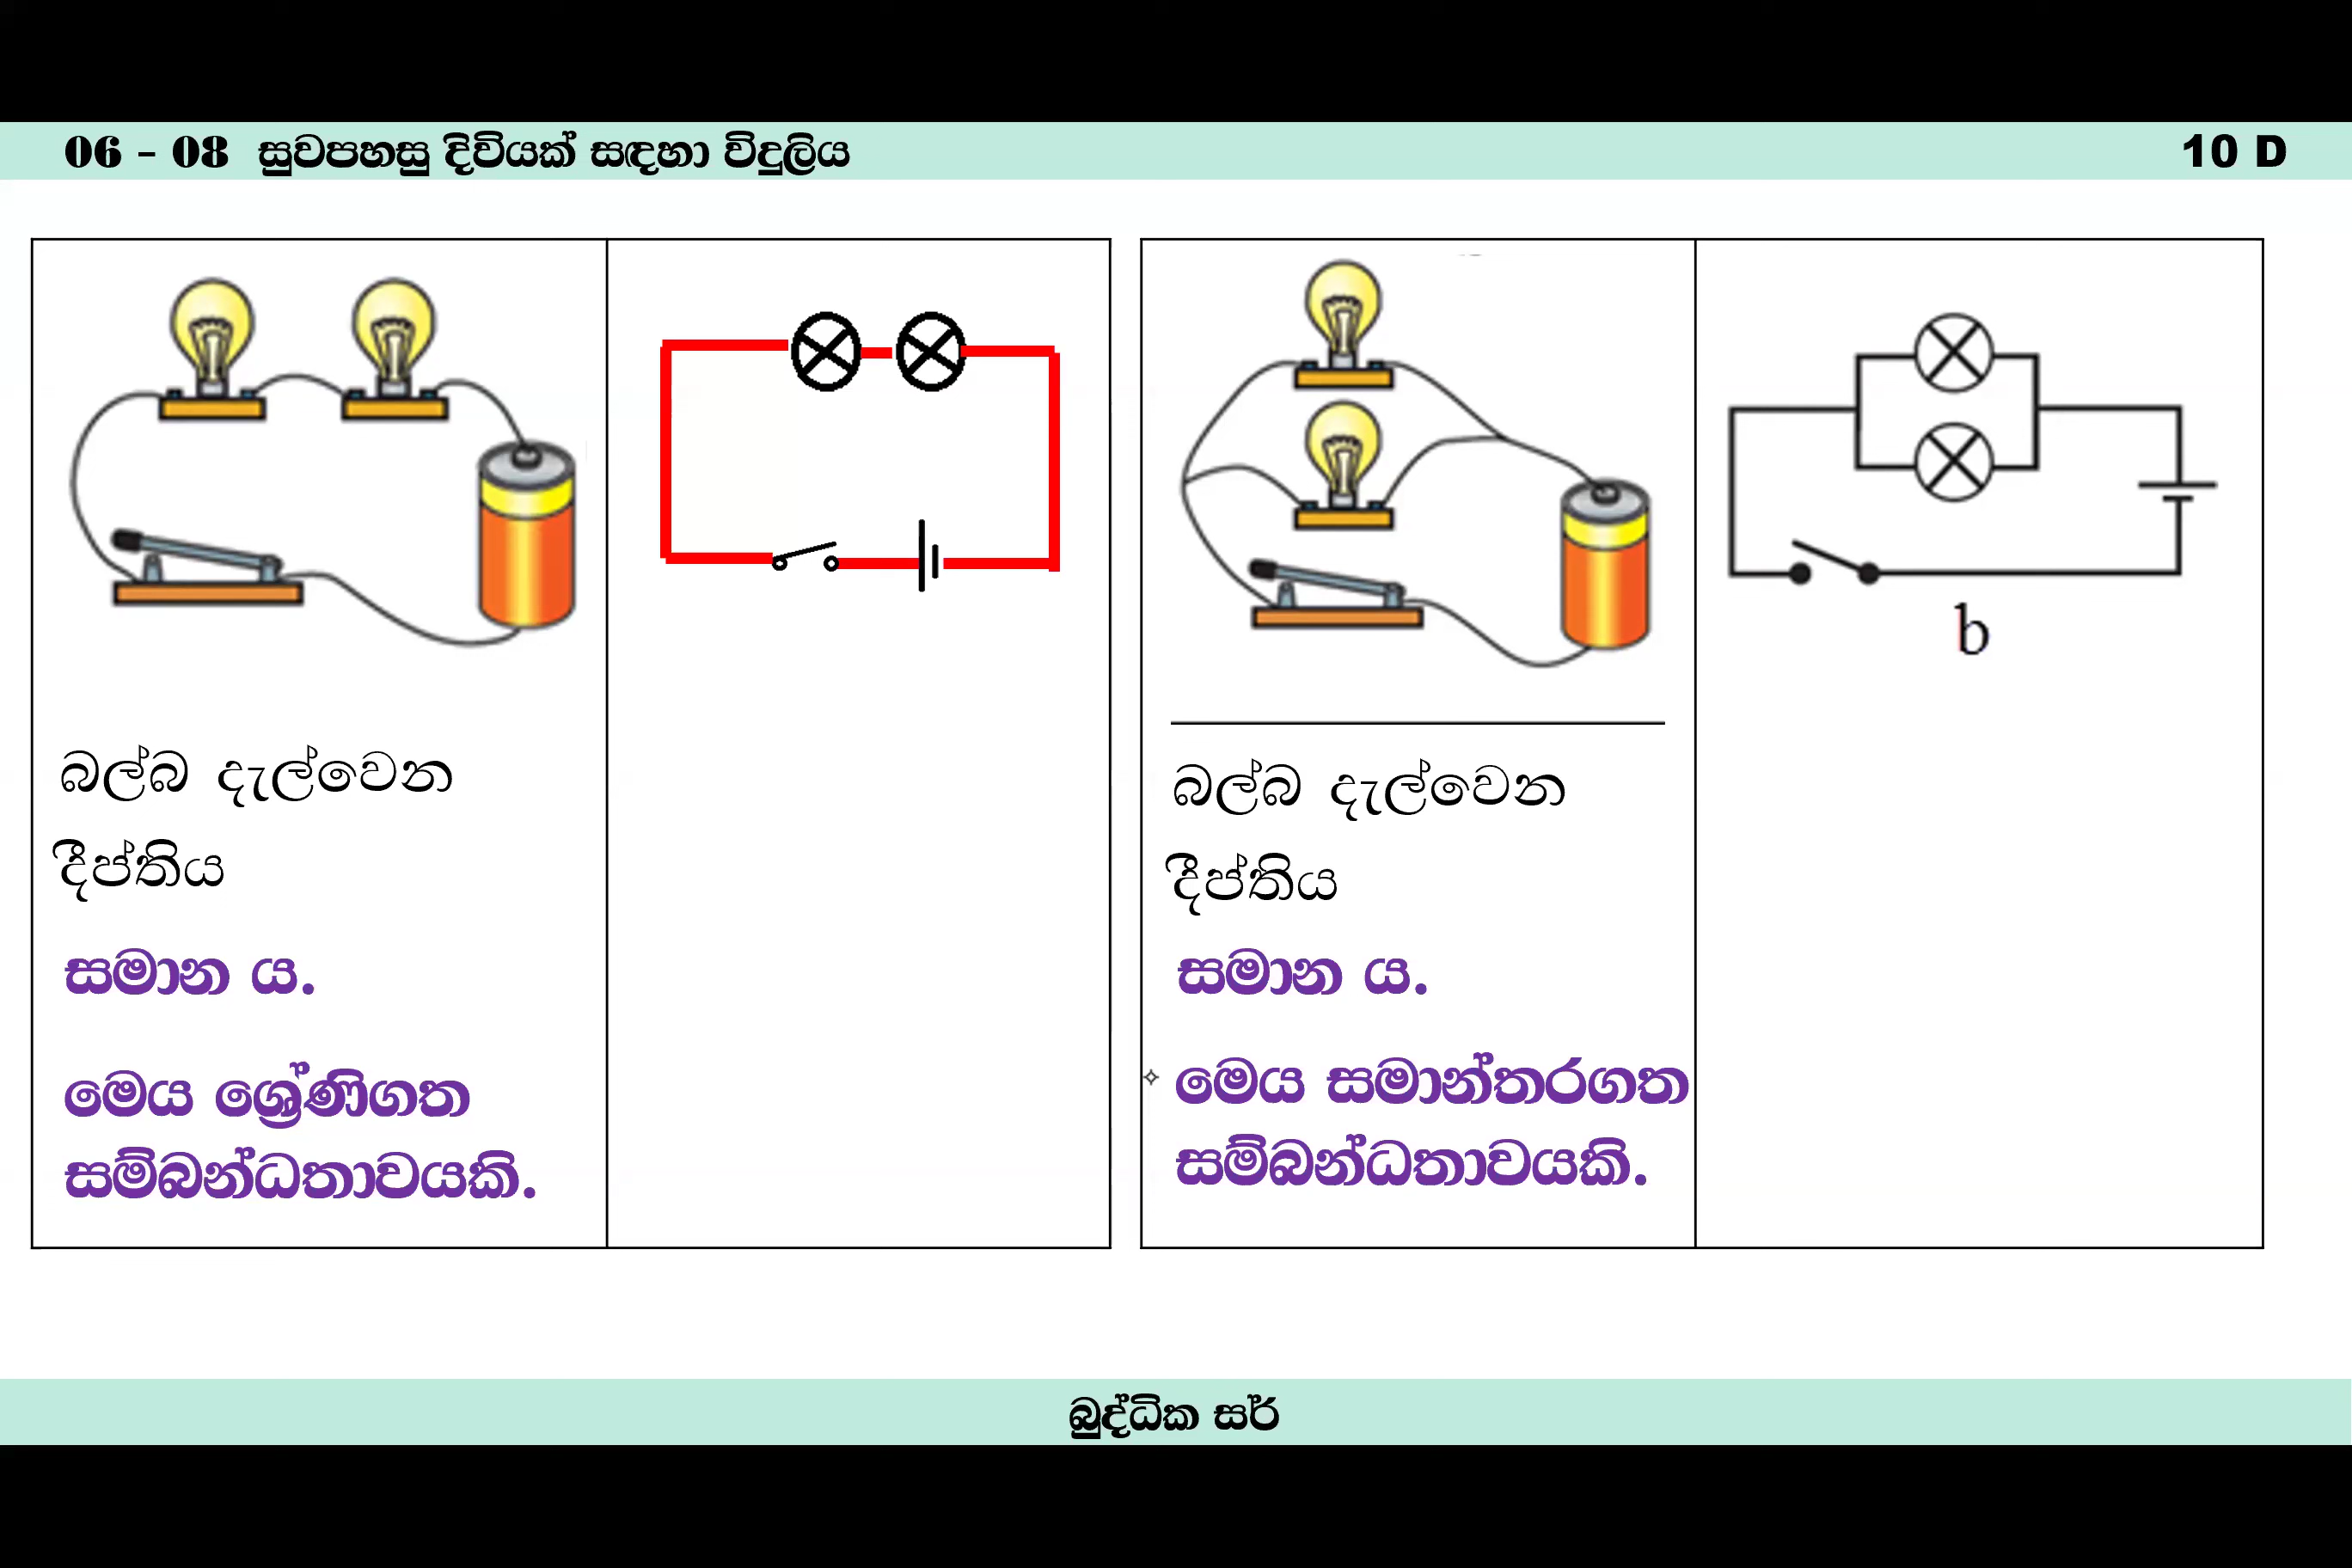 06 - 08 සුවපහසු දිවියක් සඳහා විදුලිය
10 D
බල්බ දැල්වෙන
දීප්තිය
සමාන ය.
මෙය ශ්‍රේණිගත
සම්බන්ධතාවයකි.
බල්බ දැල්වෙන
දීප්තිය
සමාන ය.
මෙය සමාන්තරගත
සම්බන්ධතාවයකි.
b
බුද්ධික සර්